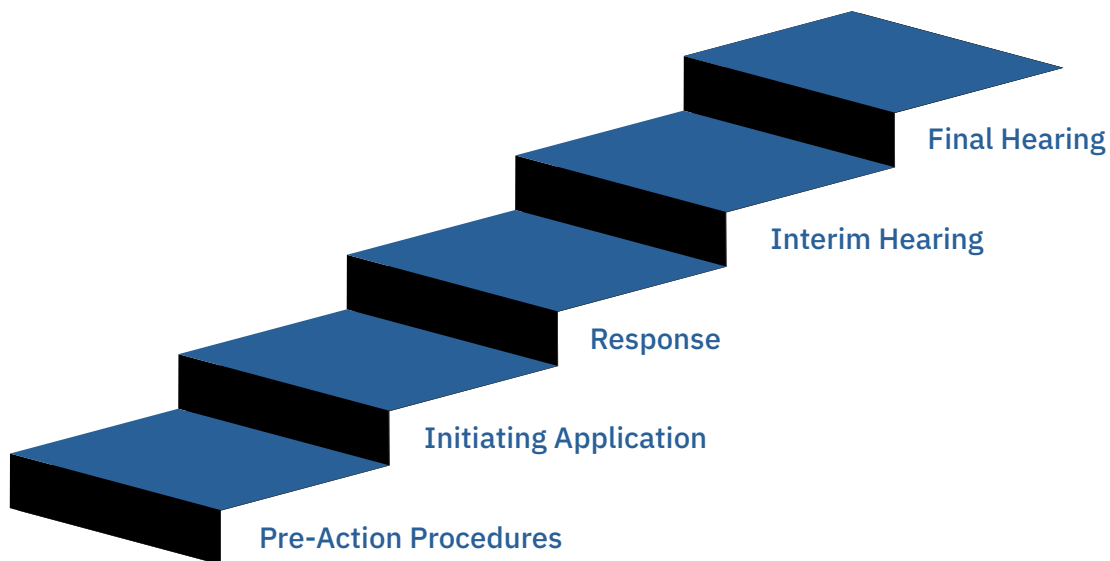 Final Hearing
Interim Hearing
Response
Initiating Application
Pre-Action Procedures